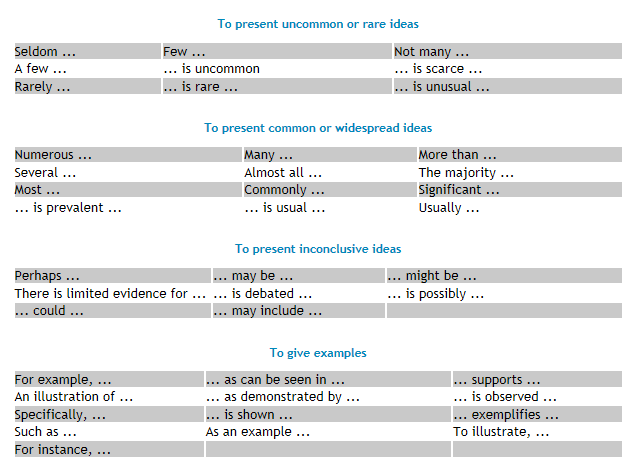 To present uncommon or rare ideas
Seldom ... Few ... Not many ...
A few ... ... is uncommon ... is scarce ...
Rarely ... ... is rare ... ... is unusual ...
To present common or widespread ideas
Numerous ... Many ... More than ...
Several ... Almost all ... The majority ...
Most ... Commonly ... Significant ...
... is prevalent ... ... is usual ... Usually ...
To present inconclusive ideas
Perhaps ... ... may be ... ... might be ...
There is limited evidence for ... ... is debated ... ... is possibly ...
... could ... ... may include ...
To give examples
For example, ... ... as can be seen in ... ... supports ...
An illustration of ... ... as demonstrated by ... ... is observed ...
Specifically, ... ... is shown ... ... exemplifies ...
Such as ... As an example ... To illustrate, ...
For instance, ...